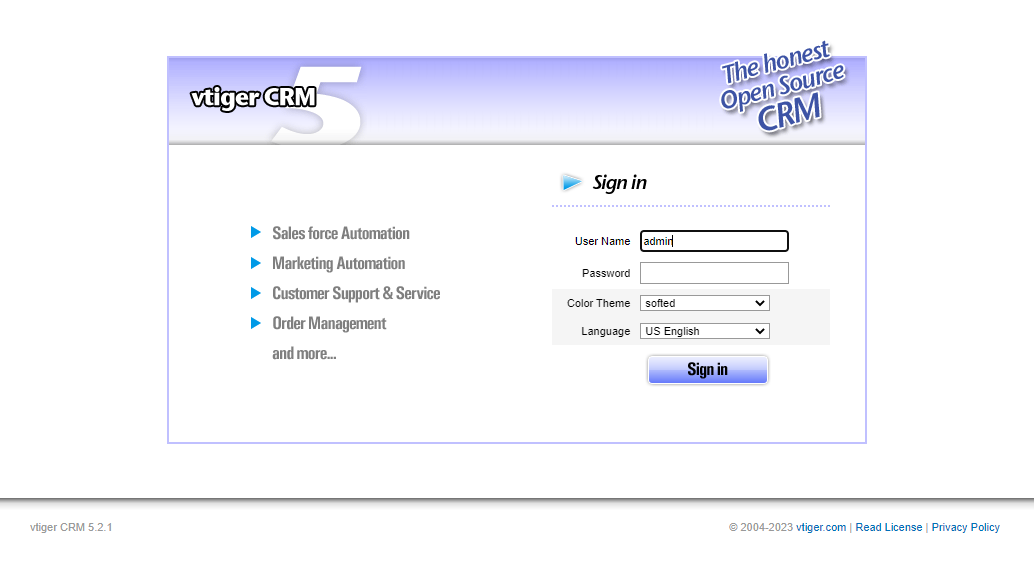 vtiger CRM 5
The honest
Open Source
CRM
Sign in
Sales force Automation
Marketing Automation
Customer Support & Service
Order Management
and more...
User Name admin
Password
Color Theme softed
Language US English
Sign in
vtiger CRM 5.2.1
© 2004-2023 vtiger.com | Read License | Privacy Policy